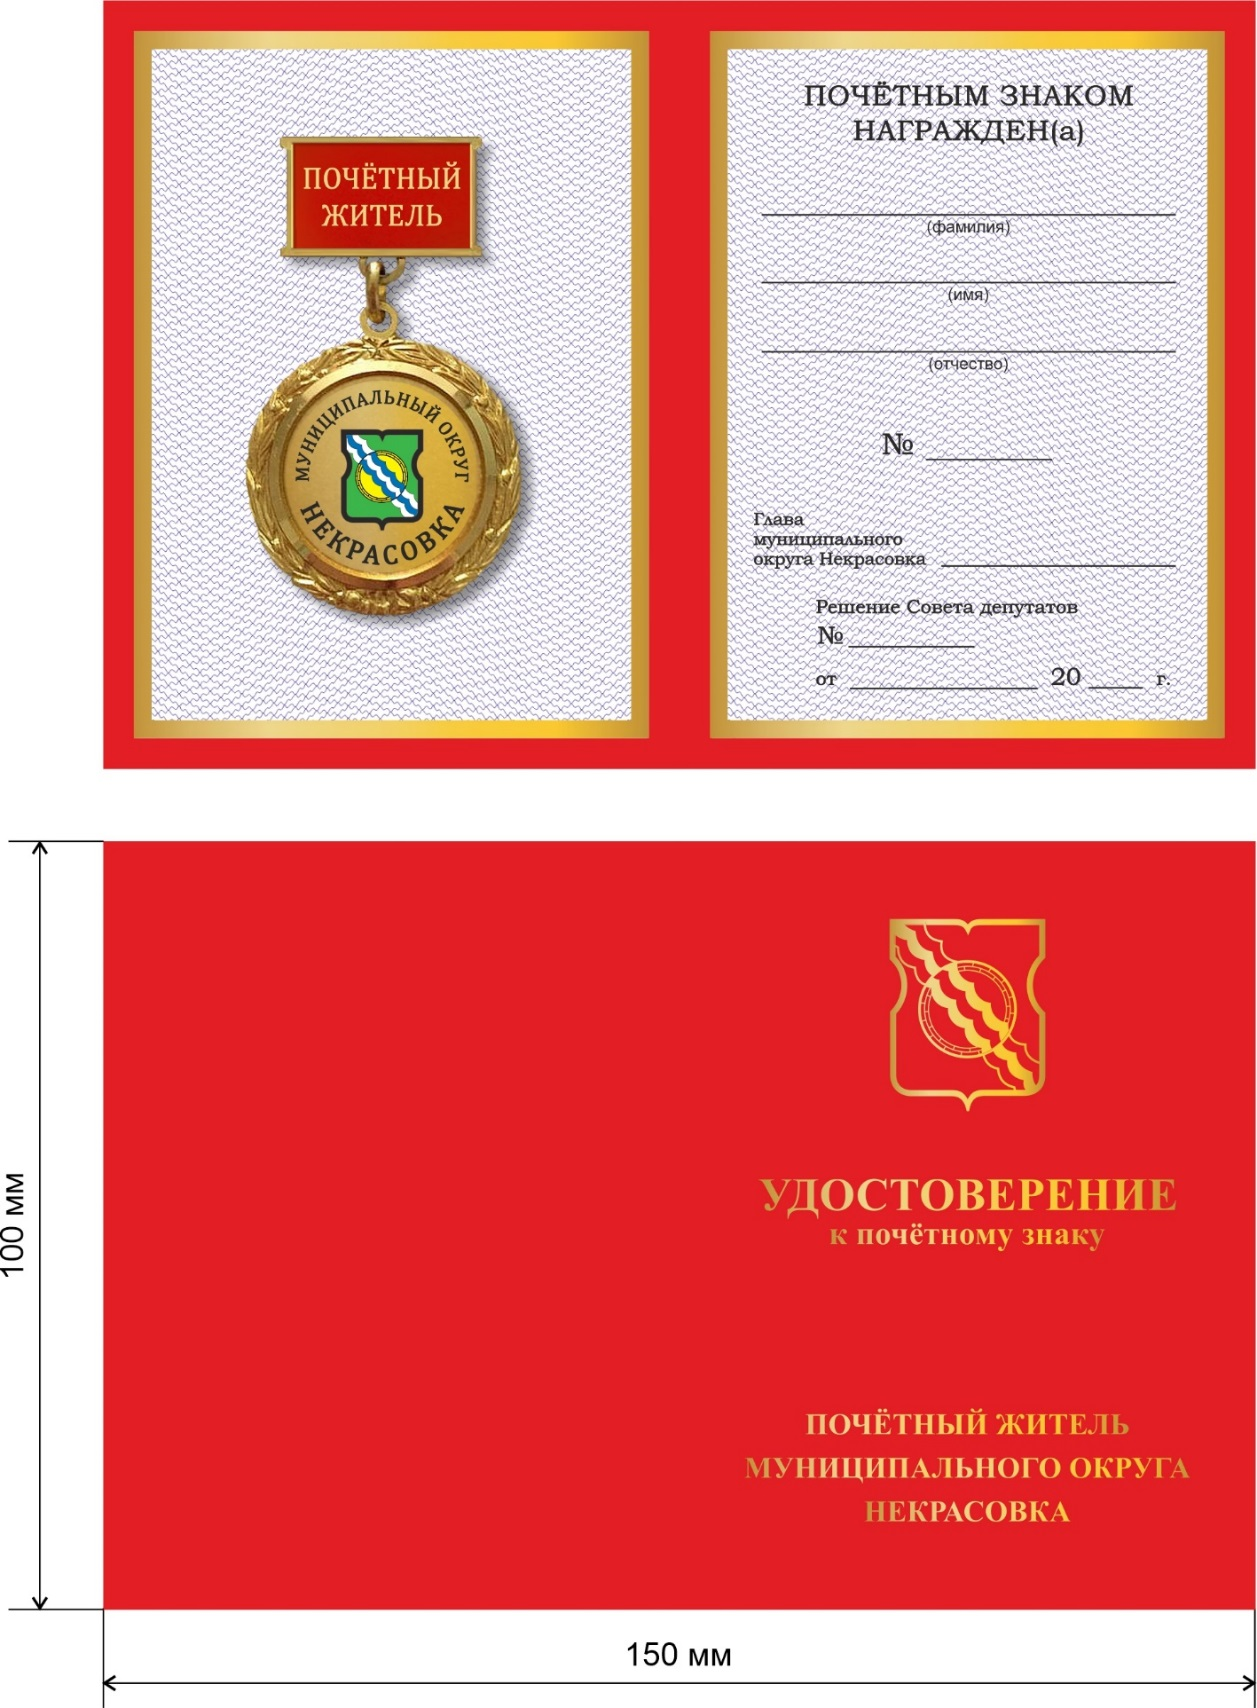 ПОЧЁТНЫЙ
ЖИТЕЛЬ
МУНИЦИПАЛЬНЫЙ ОКРУГ
НЕКРАСОВКА
ПОЧЁТНЫМ ЗНАКОМ
НАГРАЖДЕН(а)
(фамилия)
(имя)
(отчество)
№
Глава
муниципального
округа Некрасовка
Решение Совета депутатов
№
от 20 г.
УДОСТОВЕРЕНИЕ
к почётному знаку
ПОЧЁТНЫЙ ЖИТЕЛЬ
МУНИЦИПАЛЬНОГО ОКРУГА
НЕКРАСОВКА
100 мм
150 мм